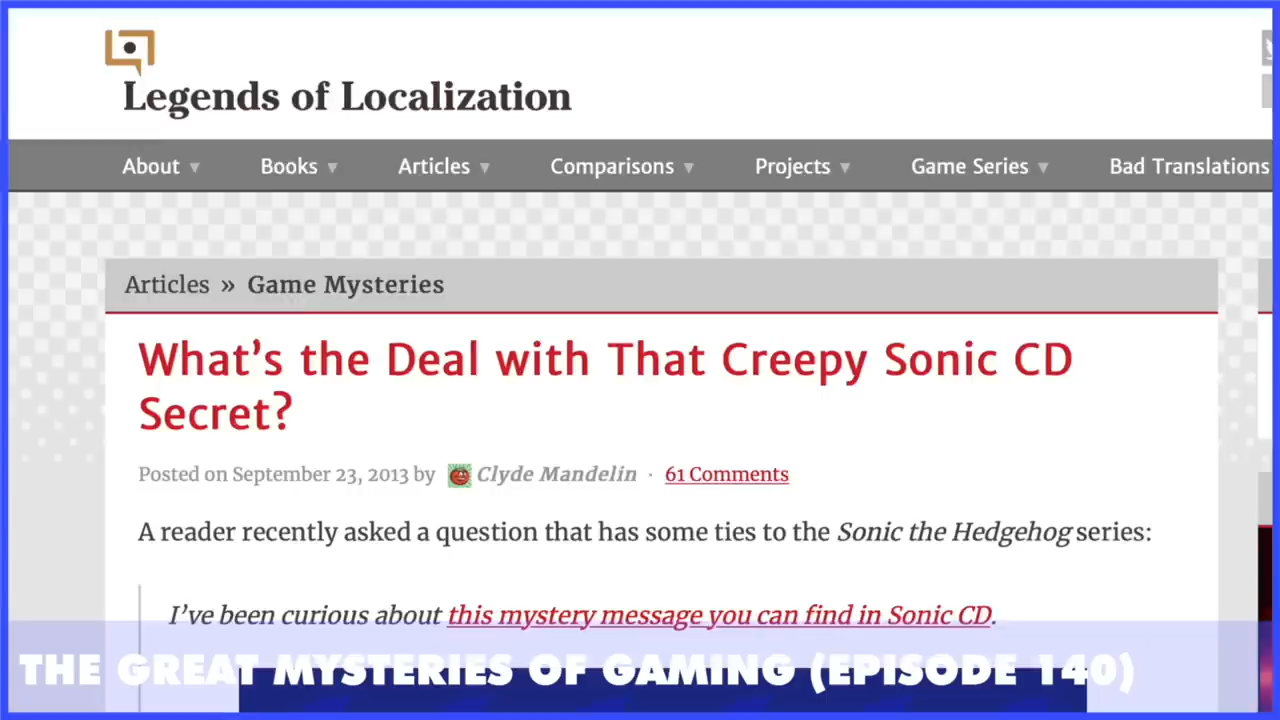 Legends of Localization
About ▾ Books ▾ Articles ▾ Comparisons ▾ Projects ▾ Game Series ▾ Bad Translations
Articles » Game Mysteries
What’s the Deal with That Creepy Sonic CD
Secret?
Posted on September 23, 2013 by Clyde Mandelin · 61 Comments
A reader recently asked a question that has some ties to the Sonic the Hedgehog series:
I’ve been curious about this mystery message you can find in Sonic CD.
THE GREAT MYSTERIES OF GAMING (EPISODE 140)